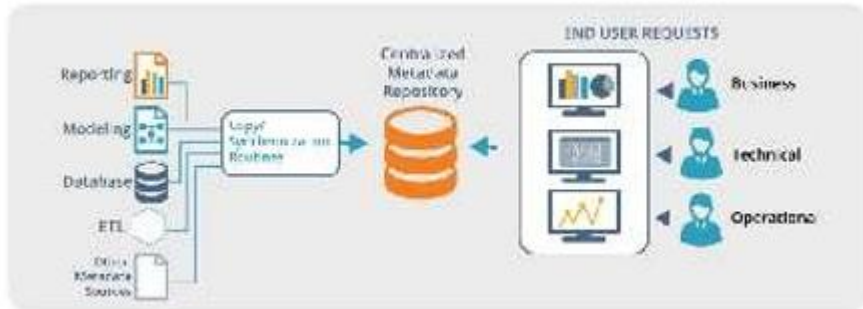 END USER REQUESTS
Reporting
Modeling
Database
ETL
Other
Metadata
Sources
Copy/
Synchronization
Routines
Centralized
Metadata
Repository
Business
Technical
Operational